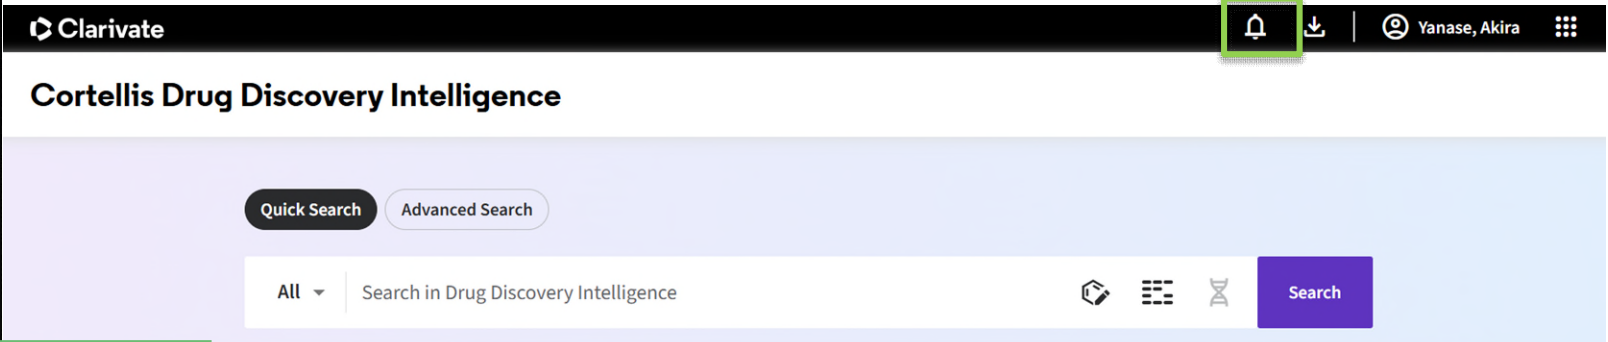 Clarivate
Yanase, Akira
Cortellis Drug Discovery Intelligence
Quick Search
Advanced Search
All
Search in Drug Discovery Intelligence
Search